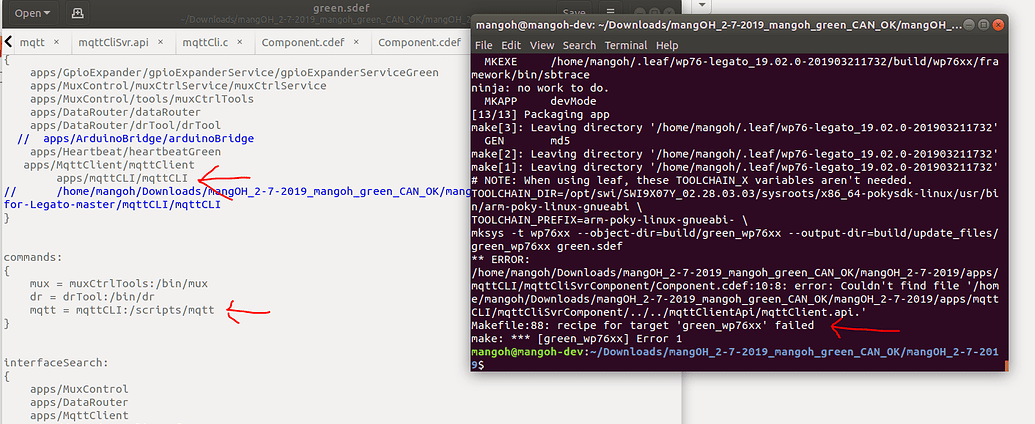 Open
green.sdef
~/Downloads/mangOH_2-7-2019_mangoh_green_CAN_OK/mangOH_2-7
Save
mqtt ×
mqttCliSvr.api ×
mqttCli.c ×
Component.cdef ×
Component.cdef
{
apps/GpioExpander/gpioExpanderService/gpioExpanderServiceGreen
apps/MuxControl/muxCtrlService/muxCtrlService
apps/MuxControl/tools/muxCtrlTools
apps/DataRouter/dataRouter
apps/DataRouter/drTool/drTool
// apps/ArduinoBridge/arduinoBridge
apps/Heartbeat/heartbeatGreen
apps/MqttClient/mqttClient
apps/mqttCLI/mqttCLI
// /home/mangoh/Downloads/mangOH_2-7-2019_mangoh_green_CAN_OK/mang
for-Legato-master/mqttCLI/mqttCLI
}
commands:
{
mux = muxCtrlTools:/bin/mux
dr = drTool:/bin/dr
mqtt = mqttCLI:/scripts/mqtt
}
interfaceSearch:
{
apps/MuxControl
apps/DataRouter
apps/MqttClient
mangoh@mangoh-dev: ~/Downloads/mangOH_2-7-2019_mangoh_green_CAN_OK/mangOH_...
File Edit View Search Terminal Help
MKEXE /home/mangoh/.leaf/wp76-legato_19.02.0-201903211732/build/wp76xx/fra
mework/bin/sbtrace
ninja: no work to do.
MKAPP devMode
[13/13] Packaging app
make[3]: Leaving directory '/home/mangoh/.leaf/wp76-legato_19.02.0-201903211732'
GEN md5
make[2]: Leaving directory '/home/mangoh/.leaf/wp76-legato_19.02.0-201903211732'
make[1]: Leaving directory '/home/mangoh/.leaf/wp76-legato_19.02.0-201903211732'
# NOTE: When using leaf, these TOOLCHAIN_X variables aren't needed.
TOOLCHAIN_DIR=/opt/swi/SWI9X07Y_02.28.03.03/sysroots/x86_64-pokysdk-linux/usr/bi
n/arm-poky-linux-gnueabi \
TOOLCHAIN_PREFIX=arm-poky-linux-gnueabi- \
mksys -t wp76xx --object-dir=build/green_wp76xx --output-dir=build/update_files/
green_wp76xx green.sdef
** ERROR:
/home/mangoh/Downloads/mangOH_2-7-2019_mangoh_green_CAN_OK/mangOH_2-7-2019/apps/
mqttCLI/mqttCliSvrComponent/Component.cdef:10:8: error: Couldn't find file '/hom
e/mangoh/Downloads/mangOH_2-7-2019_mangoh_green_CAN_OK/mangOH_2-7-2019/apps/mqtt
CLI/mqttCliSvrComponent/../../mqttClientApi/mqttClient.api.'
Makefile:88: recipe for target 'green_wp76xx' failed
make: *** [green_wp76xx] Error 1
mangoh@mangoh-dev:~/Downloads/mangOH_2-7-2019_mangoh_green_CAN_OK/mangOH_2-7-201
9$